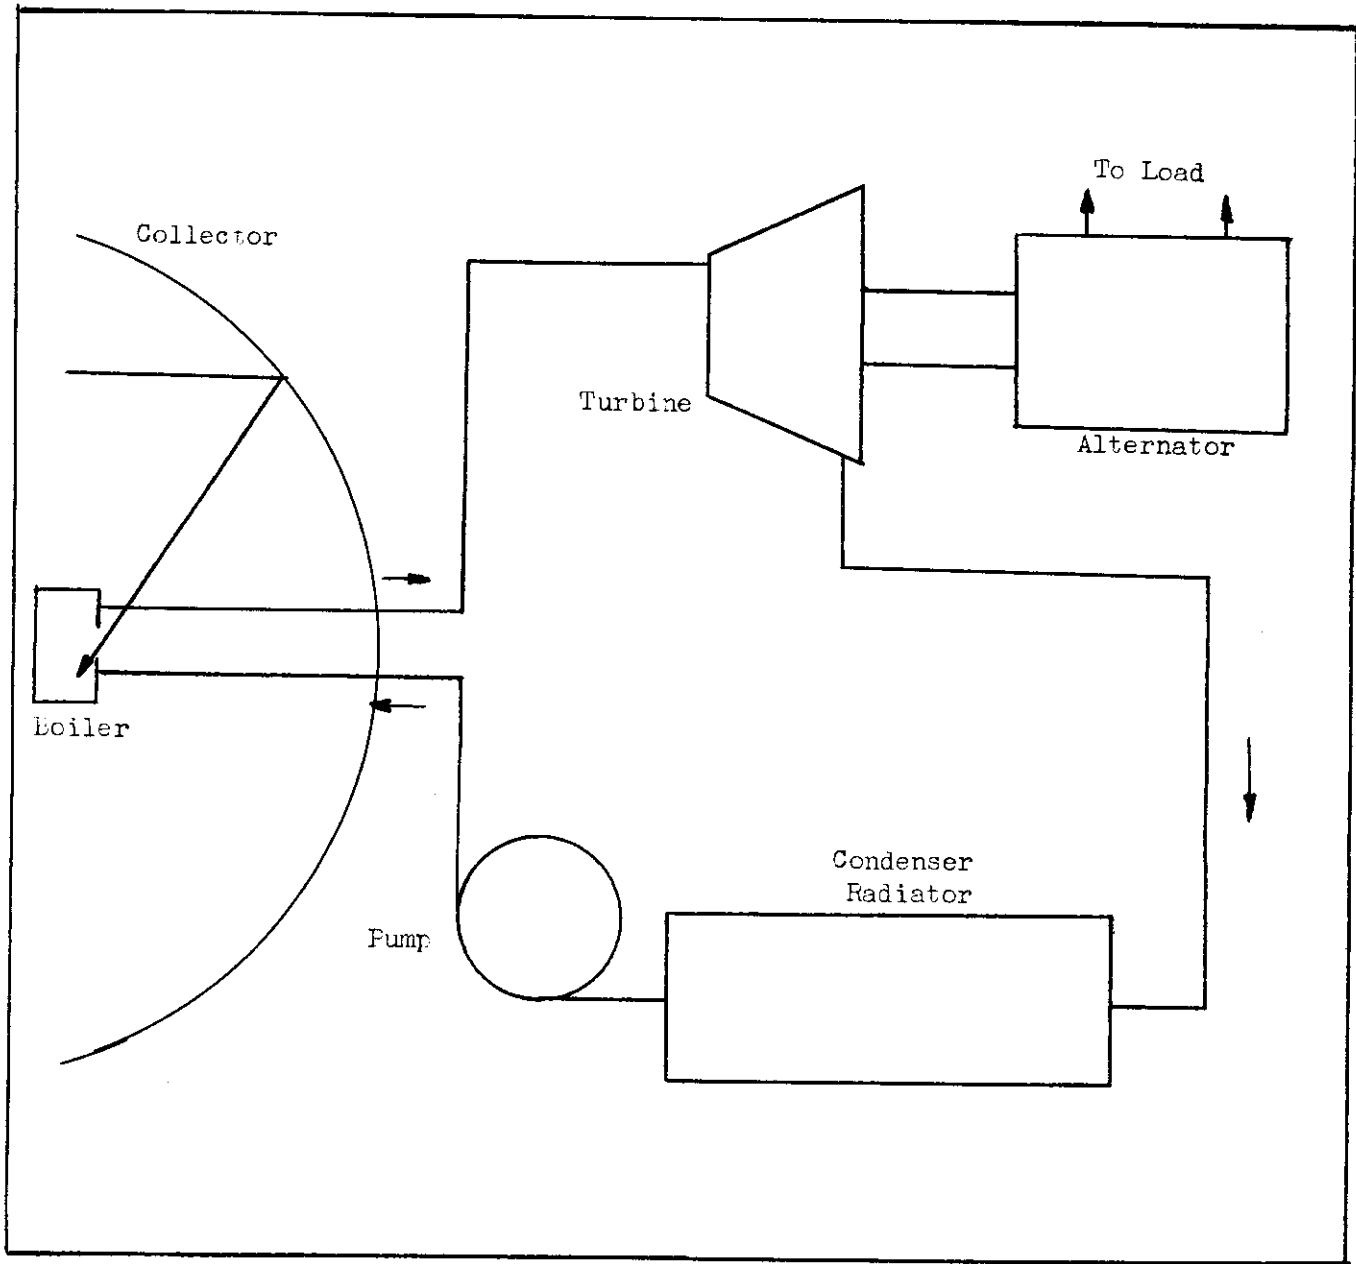 To Load
Collector
Turbine
Alternator
Boiler
Condenser
Radiator
Pump